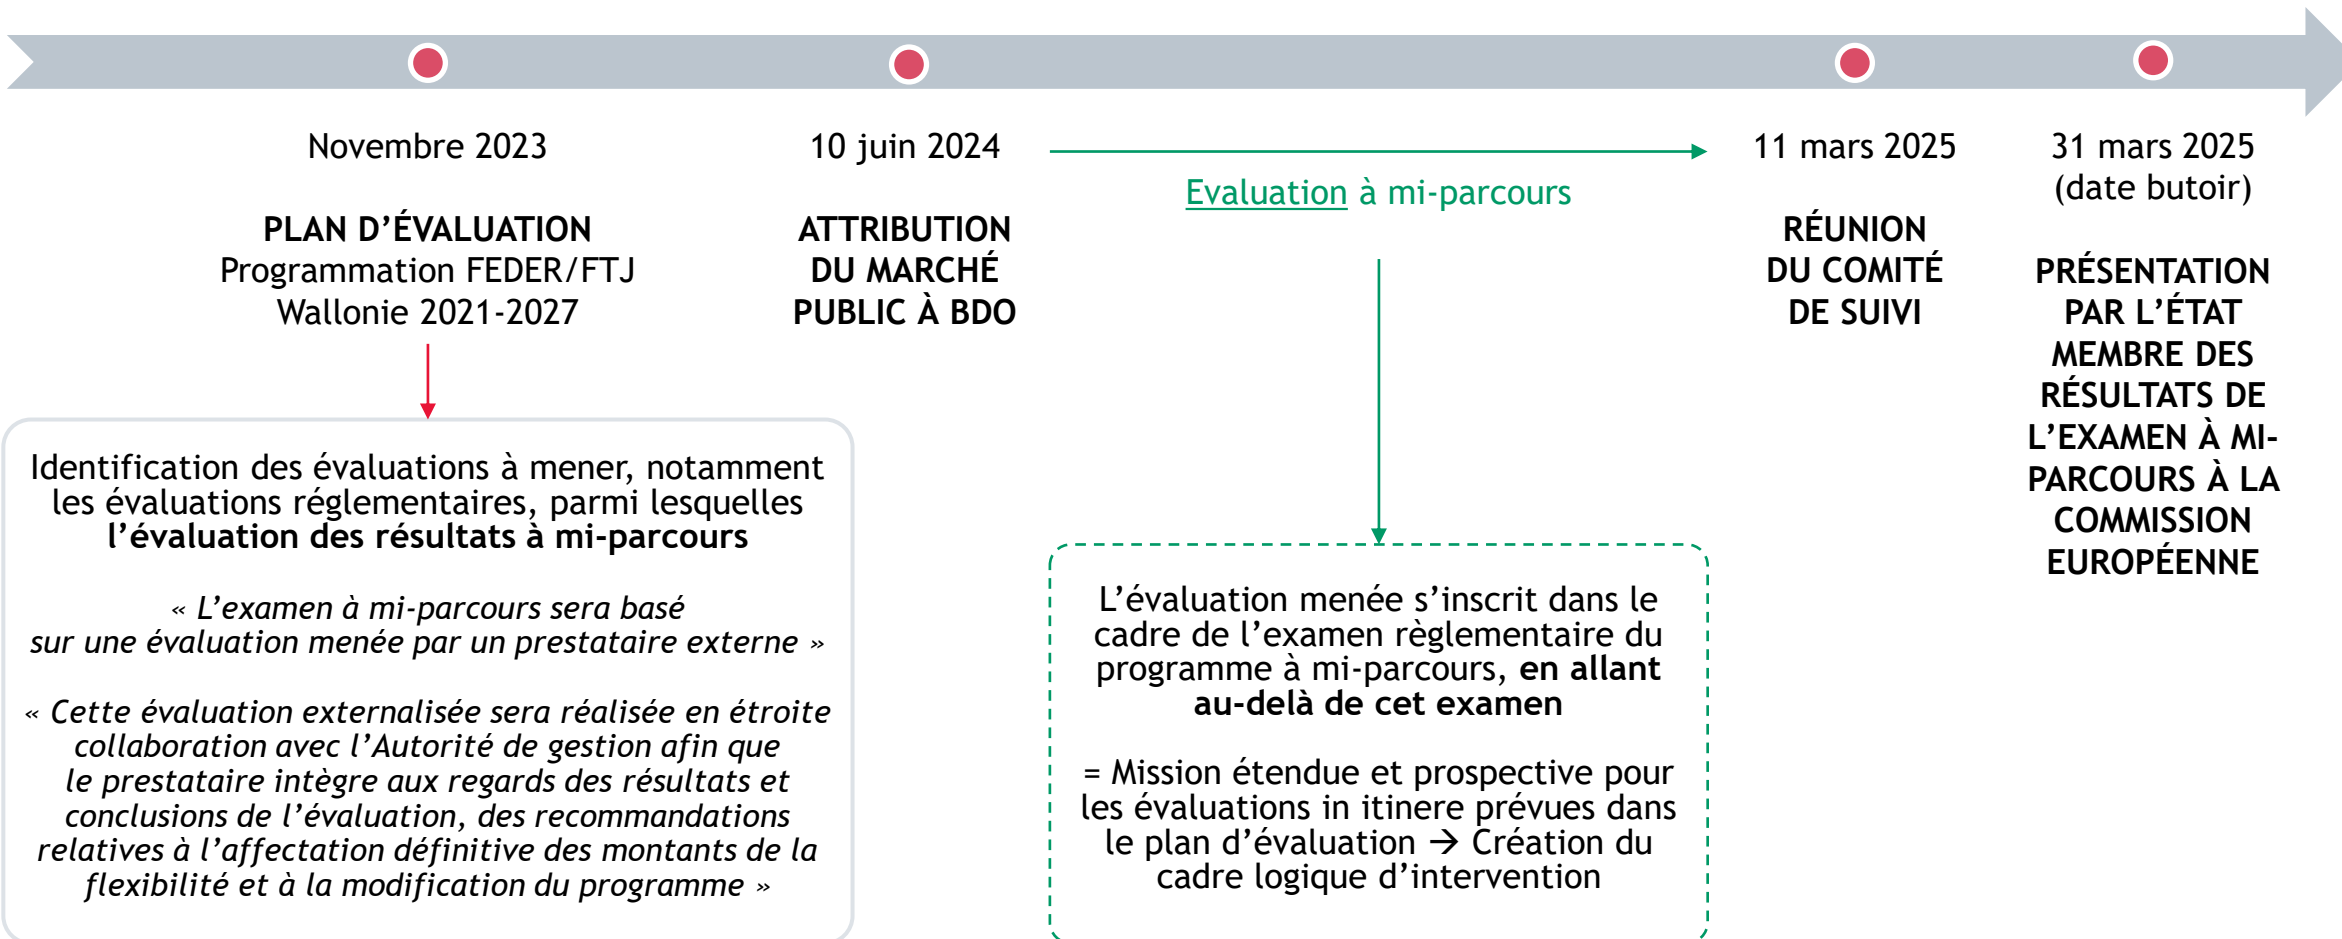 Novembre 2023
PLAN D’ÉVALUATION
Programmation FEDER/FTJ
Wallonie 2021-2027
Identification des évaluations à mener, notamment
les évaluations réglementaires, parmi lesquelles
l’évaluation des résultats à mi-parcours
« L’examen à mi-parcours sera basé
sur une évaluation menée par un prestataire externe »
« Cette évaluation externalisée sera réalisée en étroite
collaboration avec l’Autorité de gestion afin que
le prestataire intègre aux regards des résultats et
conclusions de l’évaluation, des recommandations
relatives à l’affectation définitive des montants de la
flexibilité et à la modification du programme »
10 juin 2024
ATTRIBUTION
DU MARCHÉ
PUBLIC À BDO
Evaluation à mi-parcours
L’évaluation menée s’inscrit dans le
cadre de l’examen règlementaire du
programme à mi-parcours, en allant
au-delà de cet examen
= Mission étendue et prospective pour
les évaluations in itinere prévues dans
le plan d’évaluation → Création du
cadre logique d’intervention
11 mars 2025
RÉUNION
DU COMITÉ
DE SUIVI
31 mars 2025
(date butoir)
PRÉSENTATION
PAR L’ÉTAT
MEMBRE DES
RÉSULTATS DE
L’EXAMEN À MI-
PARCOURS À LA
COMMISSION
EUROPÉENNE